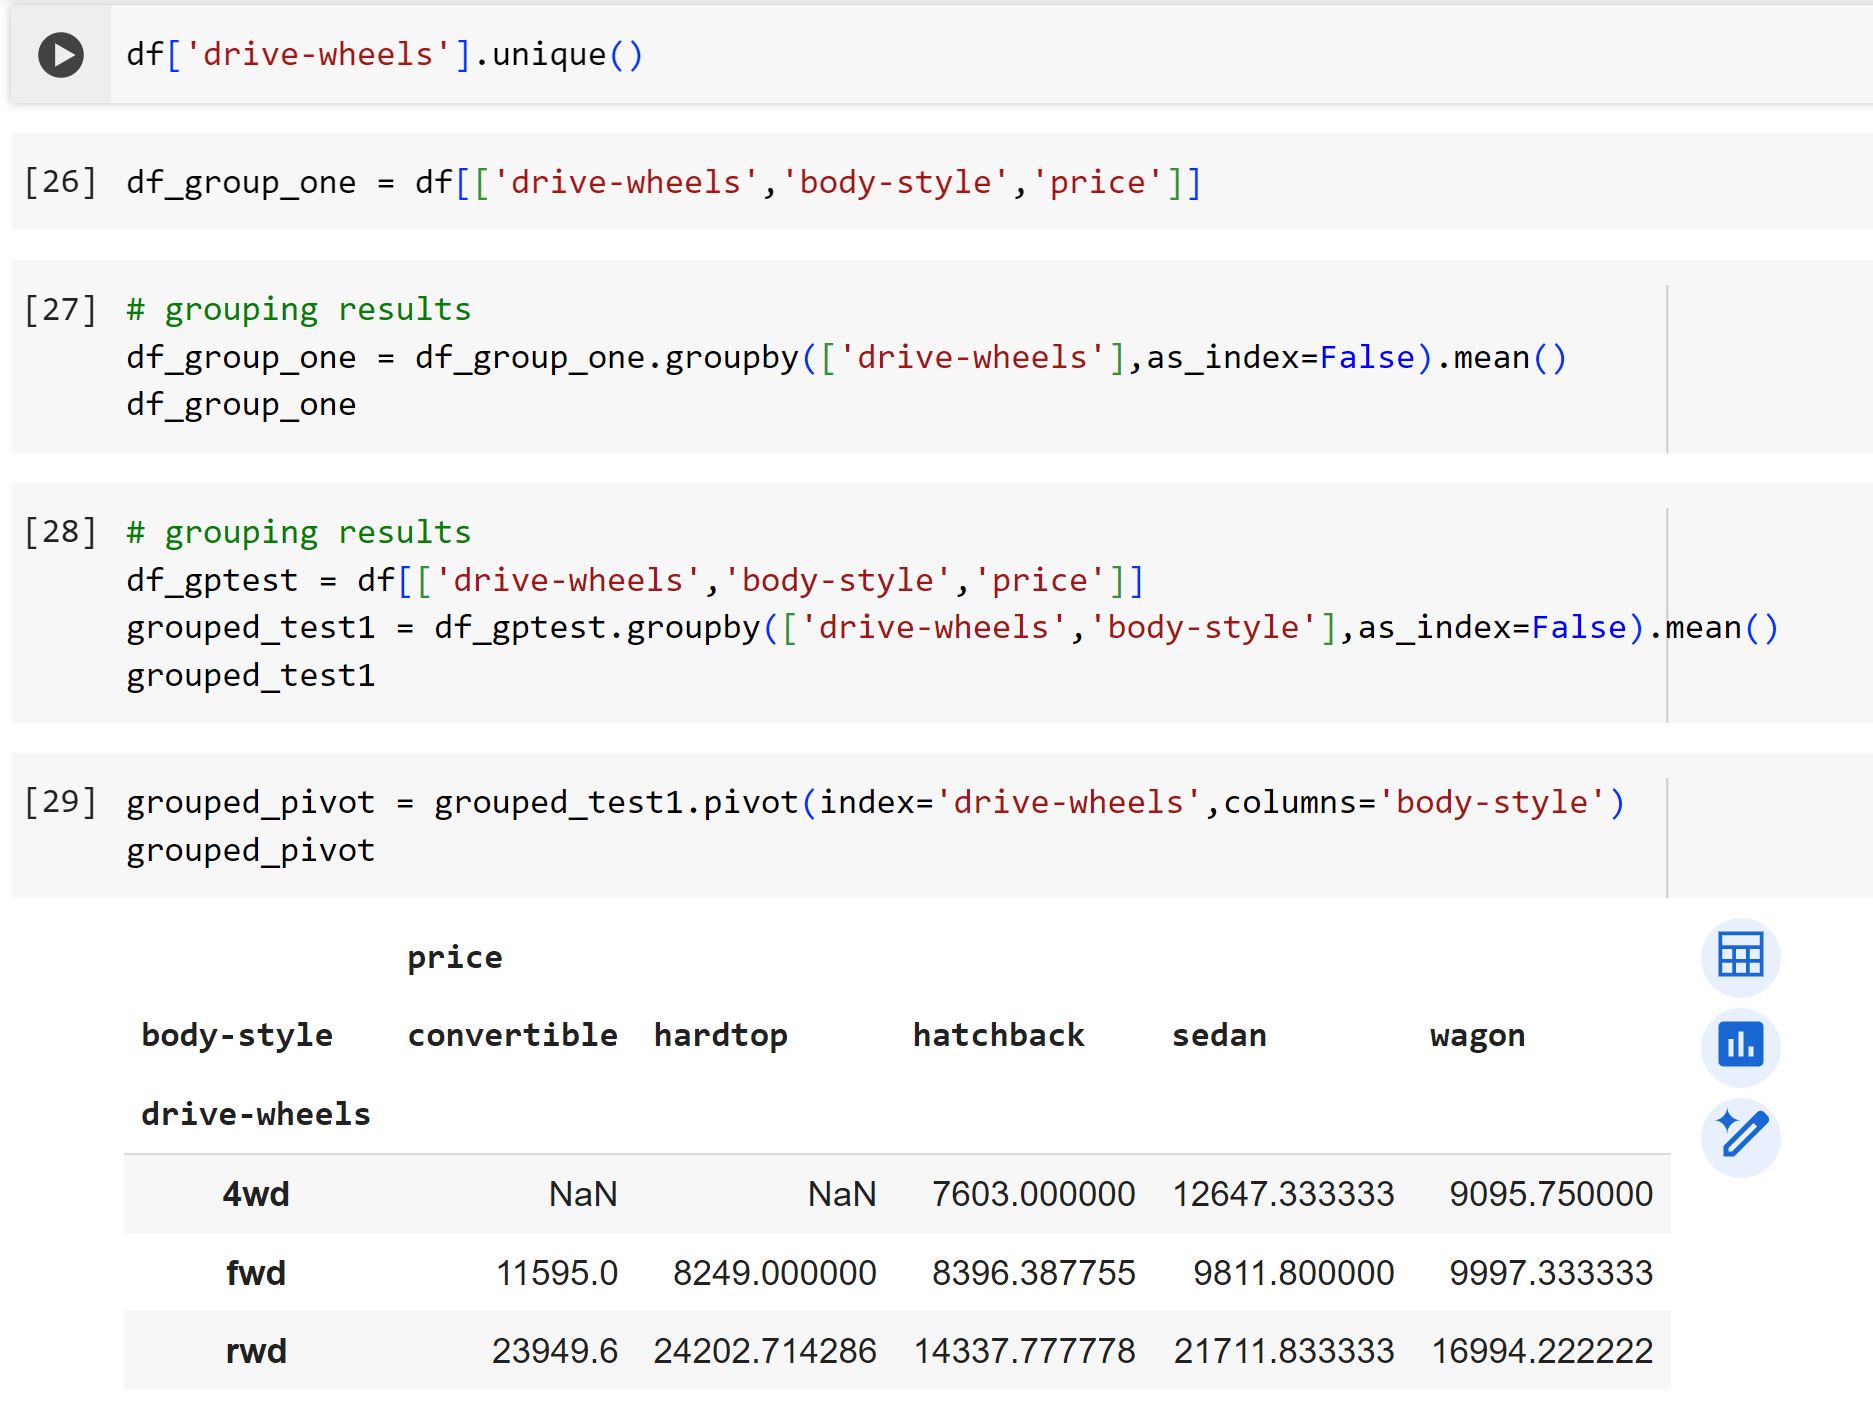 df['drive-wheels'].unique()
[26] df_group_one = df[['drive-wheels','body-style','price']]
[27] # grouping results
df_group_one = df_group_one.groupby(['drive-wheels'],as_index=False).mean()
df_group_one
[28] # grouping results
df_gptest = df[['drive-wheels','body-style','price']]
grouped_test1 = df_gptest.groupby(['drive-wheels','body-style'],as_index=False).mean()
grouped_test1
[29] grouped_pivot = grouped_test1.pivot(index='drive-wheels',columns='body-style')
grouped_pivot
price
body-style convertible hardtop hatchback sedan wagon
drive-wheels
4wd NaN NaN 7603.000000 12647.333333 9095.750000
fwd 11595.0 8249.000000 8396.387755 9811.800000 9997.333333
rwd 23949.6 24202.714286 14337.777778 21711.833333 16994.222222